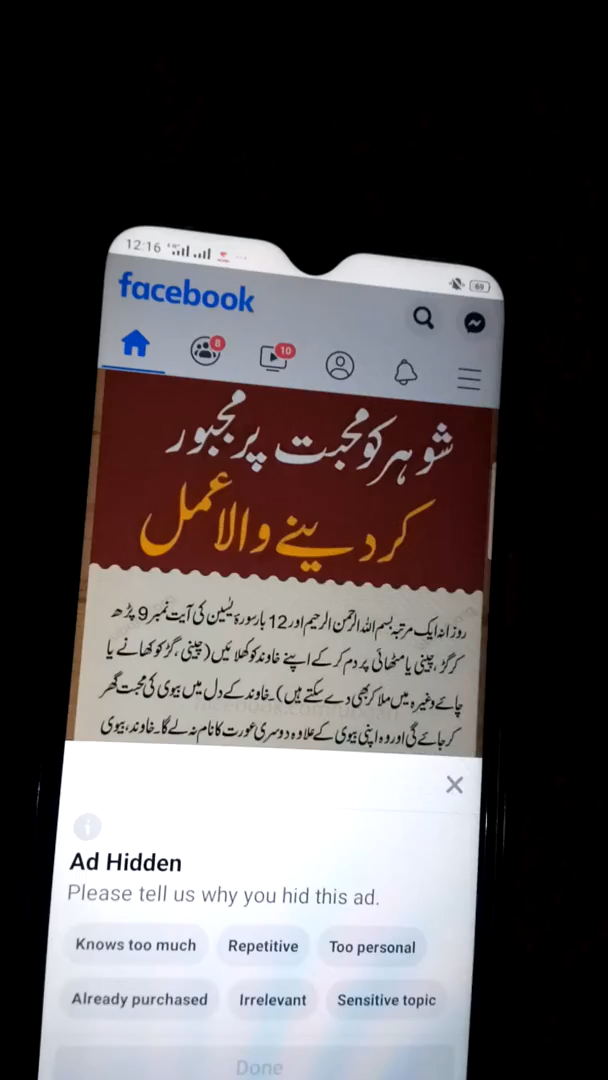 12:16
69
facebook
8
10
شوہر کو محبت پر مجبور
کر دینے والا عمل
روزانہ ایک مرتبہ بسم اللہ الرحمن الرحیم اور 12 بار سورۃ یٰسین کی آیت نمبر 9 پڑھ
کر گڑ، چینی یا مٹھائی پر دم کر کے اپنے خاوند کو کھلائیں (چینی، گڑ کو کھانے یا
چائے وغیرہ میں ملا کر بھی دے سکتے ہیں)۔ خاوند کے دل میں بیوی کی محبت گھر
کر جائے گی اور وہ اپنی بیوی کے علاوہ دوسری عورت کا نام نہ لے گا۔ خاوند، بیوی
Ad Hidden
Please tell us why you hid this ad.
Knows too much
Repetitive
Too personal
Already purchased
Irrelevant
Sensitive topic
Done